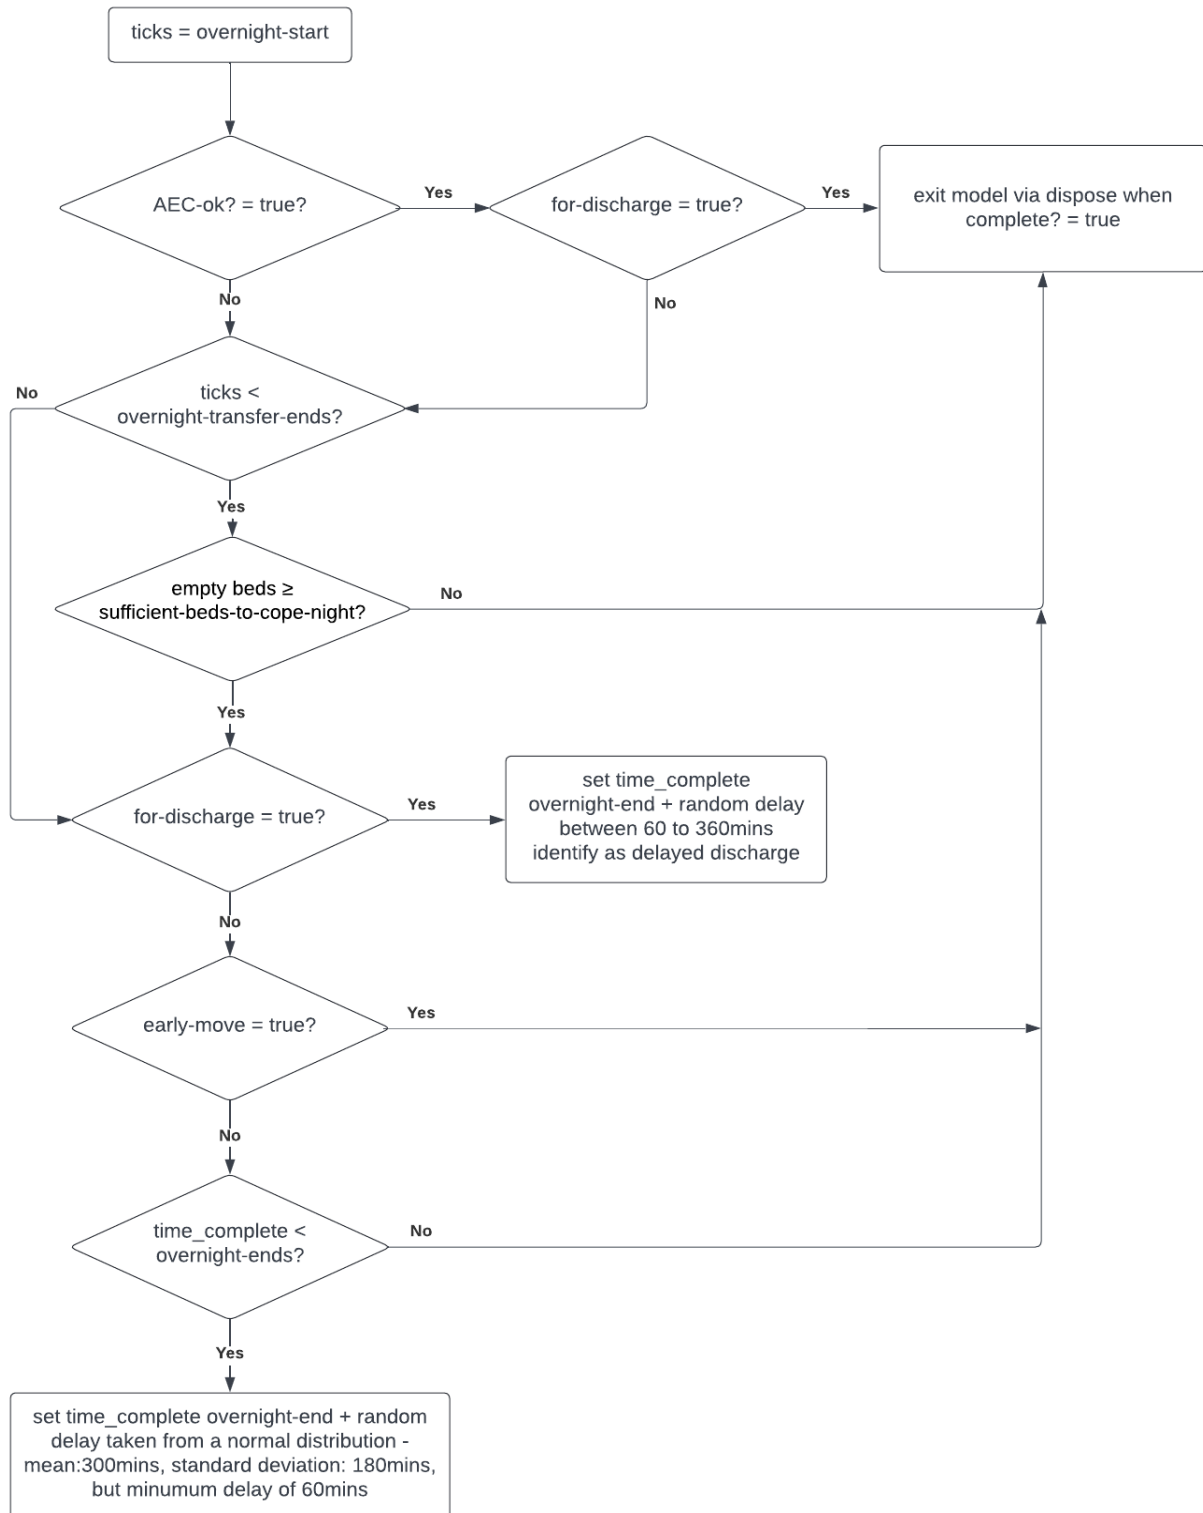 ticks = overnight-start
AEC-ok? = true?
Yes
for-discharge = true?
Yes
exit model via dispose when
complete? = true
No
No
ticks <
overnight-transfer-ends?
No
Yes
empty beds ≥
sufficient-beds-to-cope-night?
No
Yes
for-discharge = true?
Yes
set time_complete
overnight-end + random delay
between 60 to 360mins
identify as delayed discharge
No
early-move = true?
Yes
No
time_complete <
overnight-ends?
No
Yes
set time_complete overnight-end + random
delay taken from a normal distribution -
mean:300mins, standard deviation: 180mins,
but minumum delay of 60mins